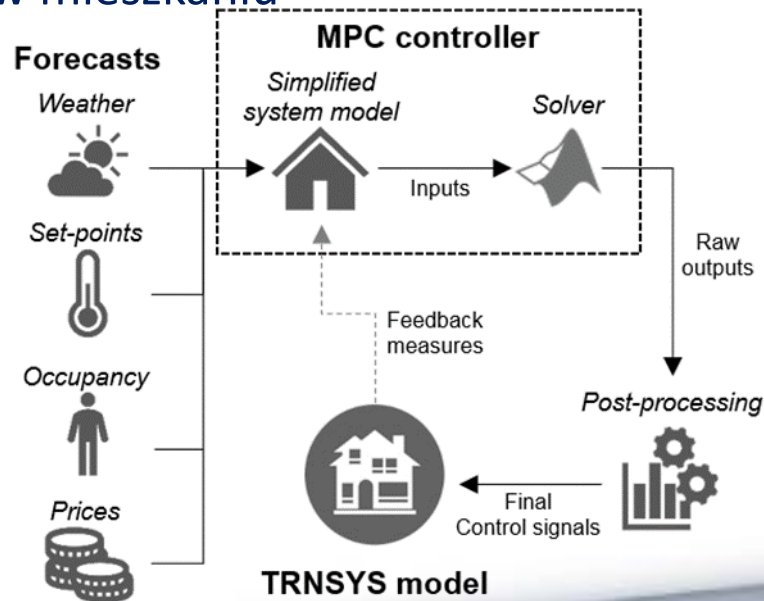 w mieszkaniu
MPC controller
Forecasts
Weather
Simplified
system model
Solver
Inputs
Set-points
Raw
outputs
Feedback
measures
Occupancy
Post-processing
Prices
Final
Control signals
TRNSYS model